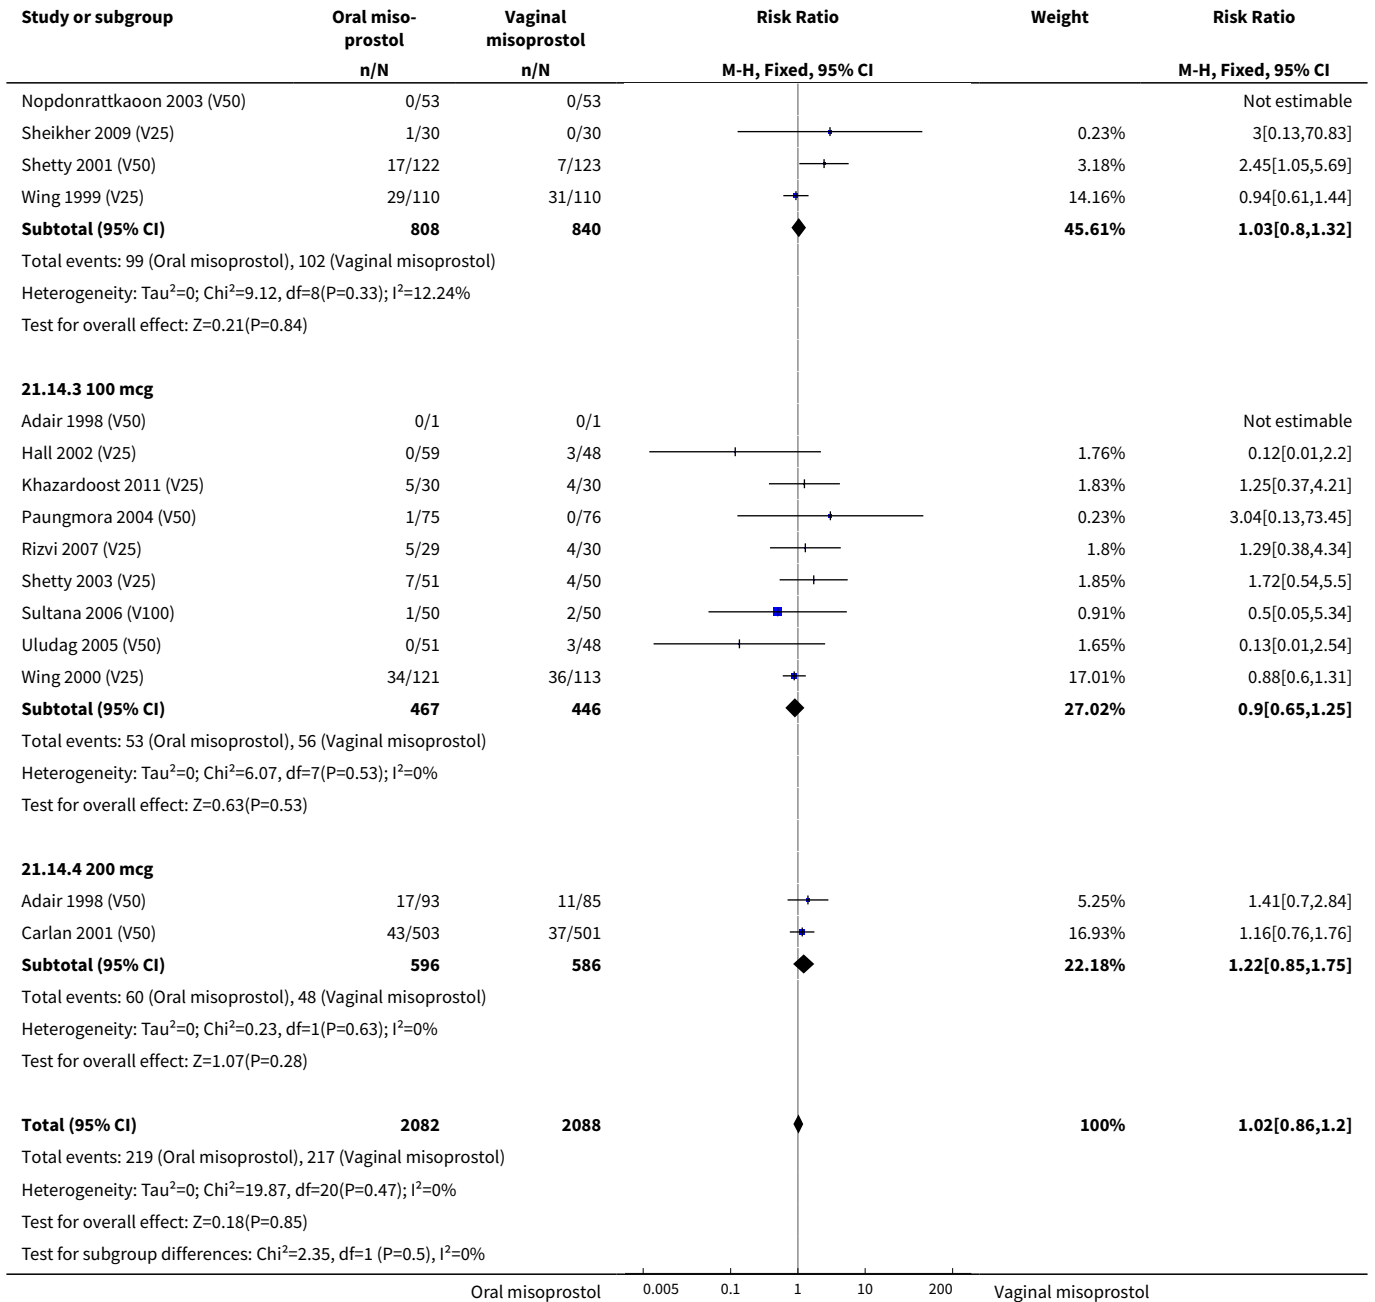 Study or subgroup Oral miso- Vaginal Risk Ratio Weight Risk Ratio
prostol misoprostol
n/N n/N M-H, Fixed, 95% CI M-H, Fixed, 95% CI
Nopdonrattkaoon 2003 (V50) 0/53 0/53 Not estimable
Sheikher 2009 (V25) 1/30 0/30 0.23% 3[0.13,70.83]
Shetty 2001 (V50) 17/122 7/123 3.18% 2.45[1.05,5.69]
Wing 1999 (V25) 29/110 31/110 14.16% 0.94[0.61,1.44]
Subtotal (95% CI) 808 840 45.61% 1.03[0.8,1.32]
Total events: 99 (Oral misoprostol), 102 (Vaginal misoprostol)
Heterogeneity: Tau²=0; Chi²=9.12, df=8(P=0.33); I²=12.24%
Test for overall effect: Z=0.21(P=0.84)
21.14.3 100 mcg
Adair 1998 (V50) 0/1 0/1 Not estimable
Hall 2002 (V25) 0/59 3/48 1.76% 0.12[0.01,2.2]
Khazardoost 2011 (V25) 5/30 4/30 1.83% 1.25[0.37,4.21]
Paungmora 2004 (V50) 1/75 0/76 0.23% 3.04[0.13,73.45]
Rizvi 2007 (V25) 5/29 4/30 1.8% 1.29[0.38,4.34]
Shetty 2003 (V25) 7/51 4/50 1.85% 1.72[0.54,5.5]
Sultana 2006 (V100) 1/50 2/50 0.91% 0.5[0.05,5.34]
Uludag 2005 (V50) 0/51 3/48 1.65% 0.13[0.01,2.54]
Wing 2000 (V25) 34/121 36/113 17.01% 0.88[0.6,1.31]
Subtotal (95% CI) 467 446 27.02% 0.9[0.65,1.25]
Total events: 53 (Oral misoprostol), 56 (Vaginal misoprostol)
Heterogeneity: Tau²=0; Chi²=6.07, df=7(P=0.53); I²=0%
Test for overall effect: Z=0.63(P=0.53)
21.14.4 200 mcg
Adair 1998 (V50) 17/93 11/85 5.25% 1.41[0.7,2.84]
Carlan 2001 (V50) 43/503 37/501 16.93% 1.16[0.76,1.76]
Subtotal (95% CI) 596 586 22.18% 1.22[0.85,1.75]
Total events: 60 (Oral misoprostol), 48 (Vaginal misoprostol)
Heterogeneity: Tau²=0; Chi²=0.23, df=1(P=0.63); I²=0%
Test for overall effect: Z=1.07(P=0.28)
Total (95% CI) 2082 2088 100% 1.02[0.86,1.2]
Total events: 219 (Oral misoprostol), 217 (Vaginal misoprostol)
Heterogeneity: Tau²=0; Chi²=19.87, df=20(P=0.47); I²=0%
Test for overall effect: Z=0.18(P=0.85)
Test for subgroup differences: Chi²=2.35, df=1 (P=0.5), I²=0%
Oral misoprostol 0.005 0.1 1 10 200 Vaginal misoprostol